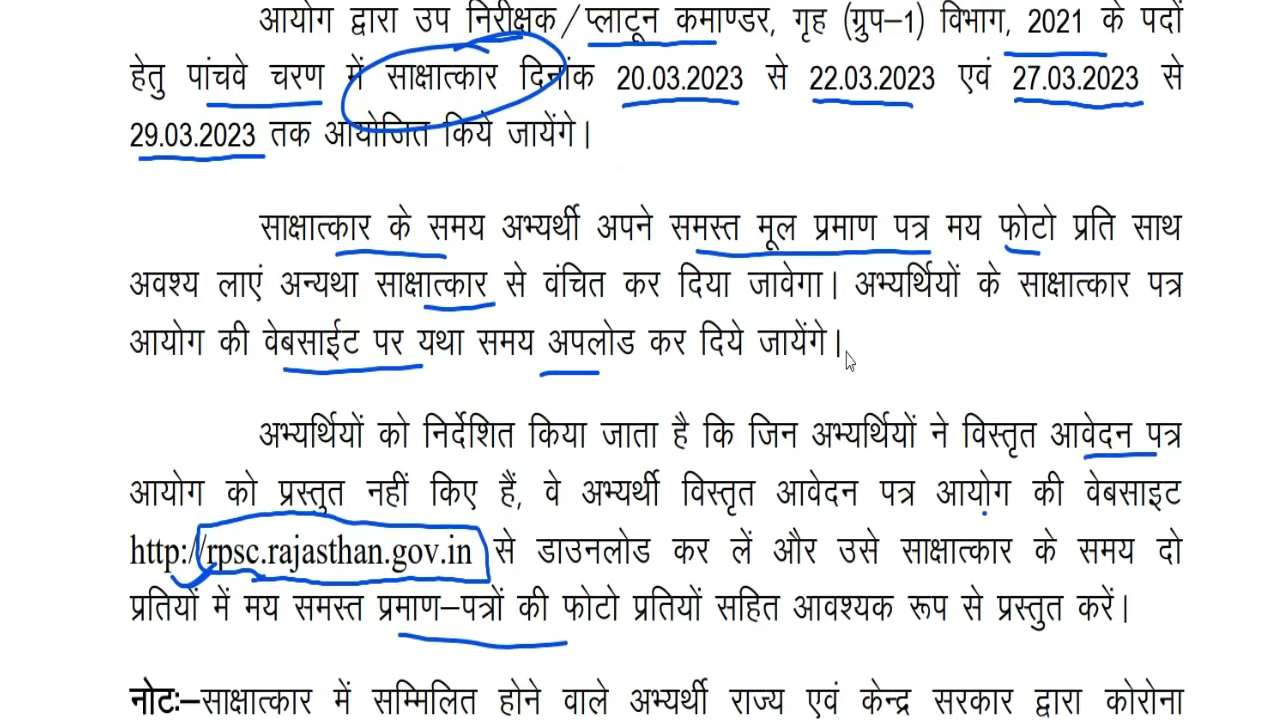 आयोग द्वारा उप निरीक्षक/प्लाटून कमाण्डर, गृह (ग्रुप–1) विभाग, 2021 के पदों
हेतु पांचवे चरण में साक्षात्कार दिनांक 20.03.2023 से 22.03.2023 एवं 27.03.2023 से
29.03.2023 तक आयोजित किये जायेंगे।
साक्षात्कार के समय अभ्यर्थी अपने समस्त मूल प्रमाण पत्र मय फोटो प्रति साथ
अवश्य लाएं अन्यथा साक्षात्कार से वंचित कर दिया जावेगा। अभ्यर्थियों के साक्षात्कार पत्र
आयोग की वेबसाईट पर यथा समय अपलोड कर दिये जायेंगे।
अभ्यर्थियों को निर्देशित किया जाता है कि जिन अभ्यर्थियों ने विस्तृत आवेदन पत्र
आयोग को प्रस्तुत नहीं किए हैं, वे अभ्यर्थी विस्तृत आवेदन पत्र आयोग की वेबसाइट
http://rpsc.rajasthan.gov.in से डाउनलोड कर लें और उसे साक्षात्कार के समय दो
प्रतियों में मय समस्त प्रमाण–पत्रों की फोटो प्रतियों सहित आवश्यक रूप से प्रस्तुत करें।
नोटः–साक्षात्कार में सम्मिलित होने वाले अभ्यर्थी राज्य एवं केन्द्र सरकार द्वारा कोरोना